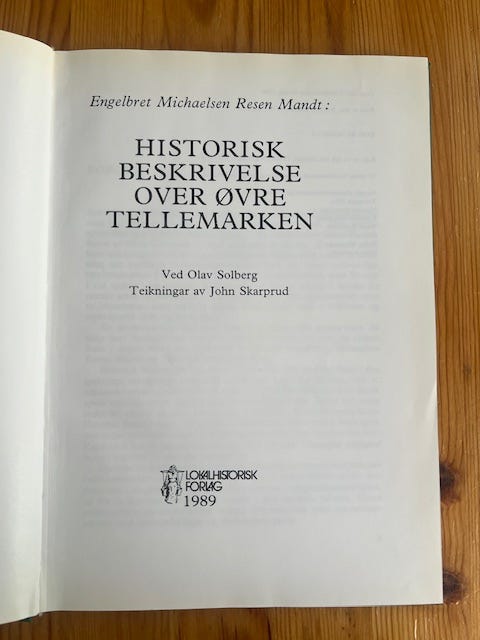 Engelbret Michaelsen Resen Mandt:
HISTORISK
BESKRIVELSE
OVER ØVRE
TELLEMARKEN
Ved Olav Solberg
Teikningar av John Skarprud
LOKALHISTORISK
FORLAG
1989